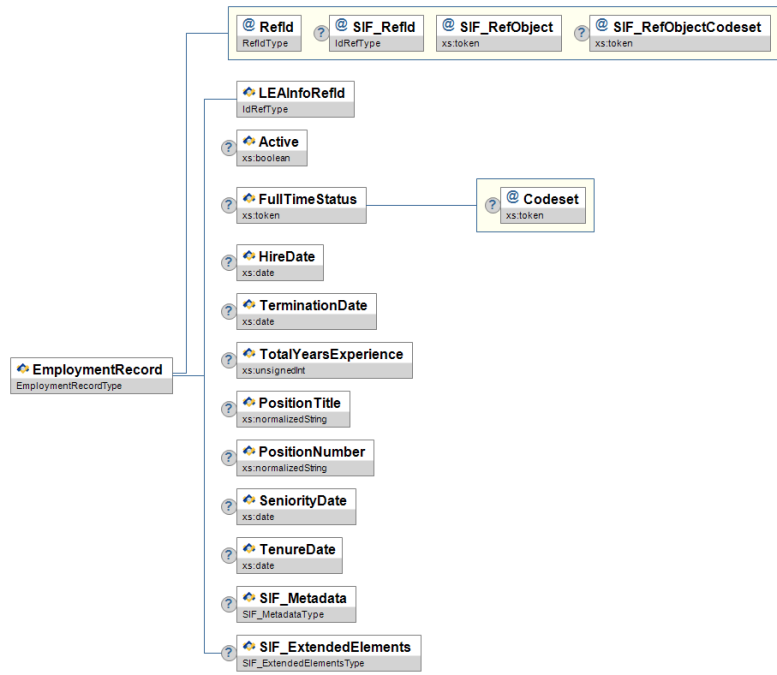 @ RefId
RefIdType
? @ SIF_RefId
IdRefType
@ SIF_RefObject
xs:token
? @ SIF_RefObjectCodeset
xs:token
LEAInfoRefId
IdRefType
? Active
xs:boolean
? FullTimeStatus
xs:token
? @ Codeset
xs:token
? HireDate
xs:date
? TerminationDate
xs:date
? TotalYearsExperience
xs:unsignedInt
EmploymentRecord
EmploymentRecordType
? PositionTitle
xs:normalizedString
? PositionNumber
xs:normalizedString
? SeniorityDate
xs:date
? TenureDate
xs:date
? SIF_Metadata
SIF_MetadataType
? SIF_ExtendedElements
SIF_ExtendedElementsType